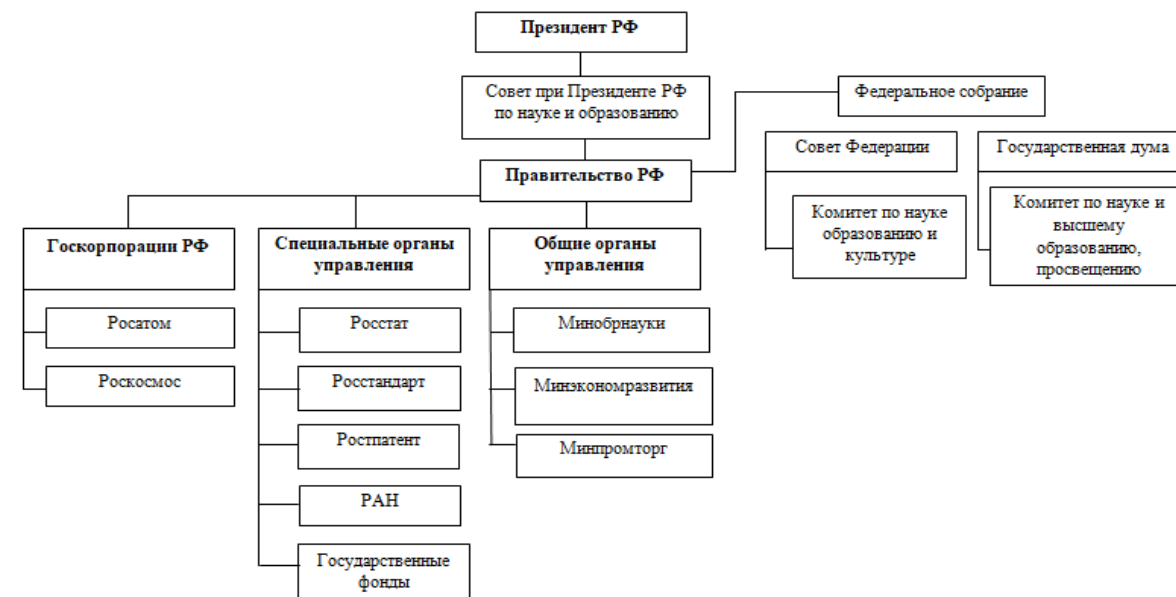 Президент РФ
Совет при Президенте РФ
по науке и образованию
Федеральное собрание
Совет Федерации
Государственная дума
Правительство РФ
Комитет по науке
образованию и
культуре
Комитет по науке и
высшему
образованию,
просвещению
Госкорпорации РФ
Специальные органы
управления
Общие органы
управления
Росатом
Росстат
Минобрнауки
Роскосмос
Росстандарт
Минэкономразвития
Ростпатент
Минпромторг
РАН
Государственные
фонды